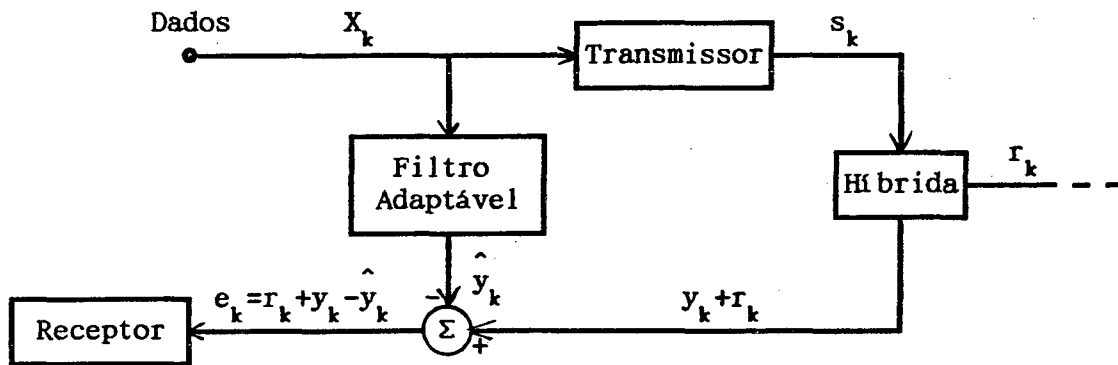 Dados
X_k
s_k
Transmissor
Filtro
Adaptável
Híbrida
r_k
ŷ_k
-
e_k=r_k+y_k-ŷ_k
y_k+r_k
Receptor
Σ
+